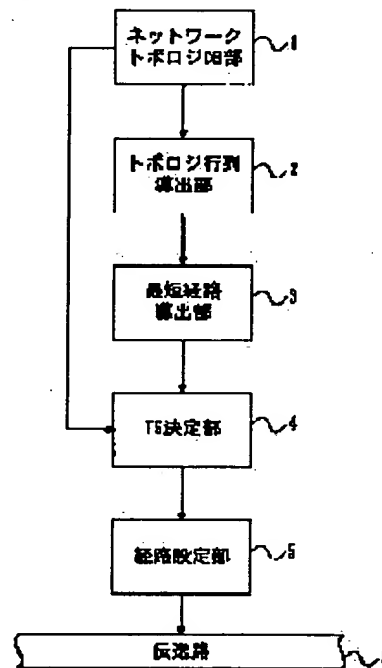 ネットワーク
トポロジDB部
1
トポロジ行列
導出部
2
最短経路
導出部
3
TS決定部
4
経路設定部
5
伝送路